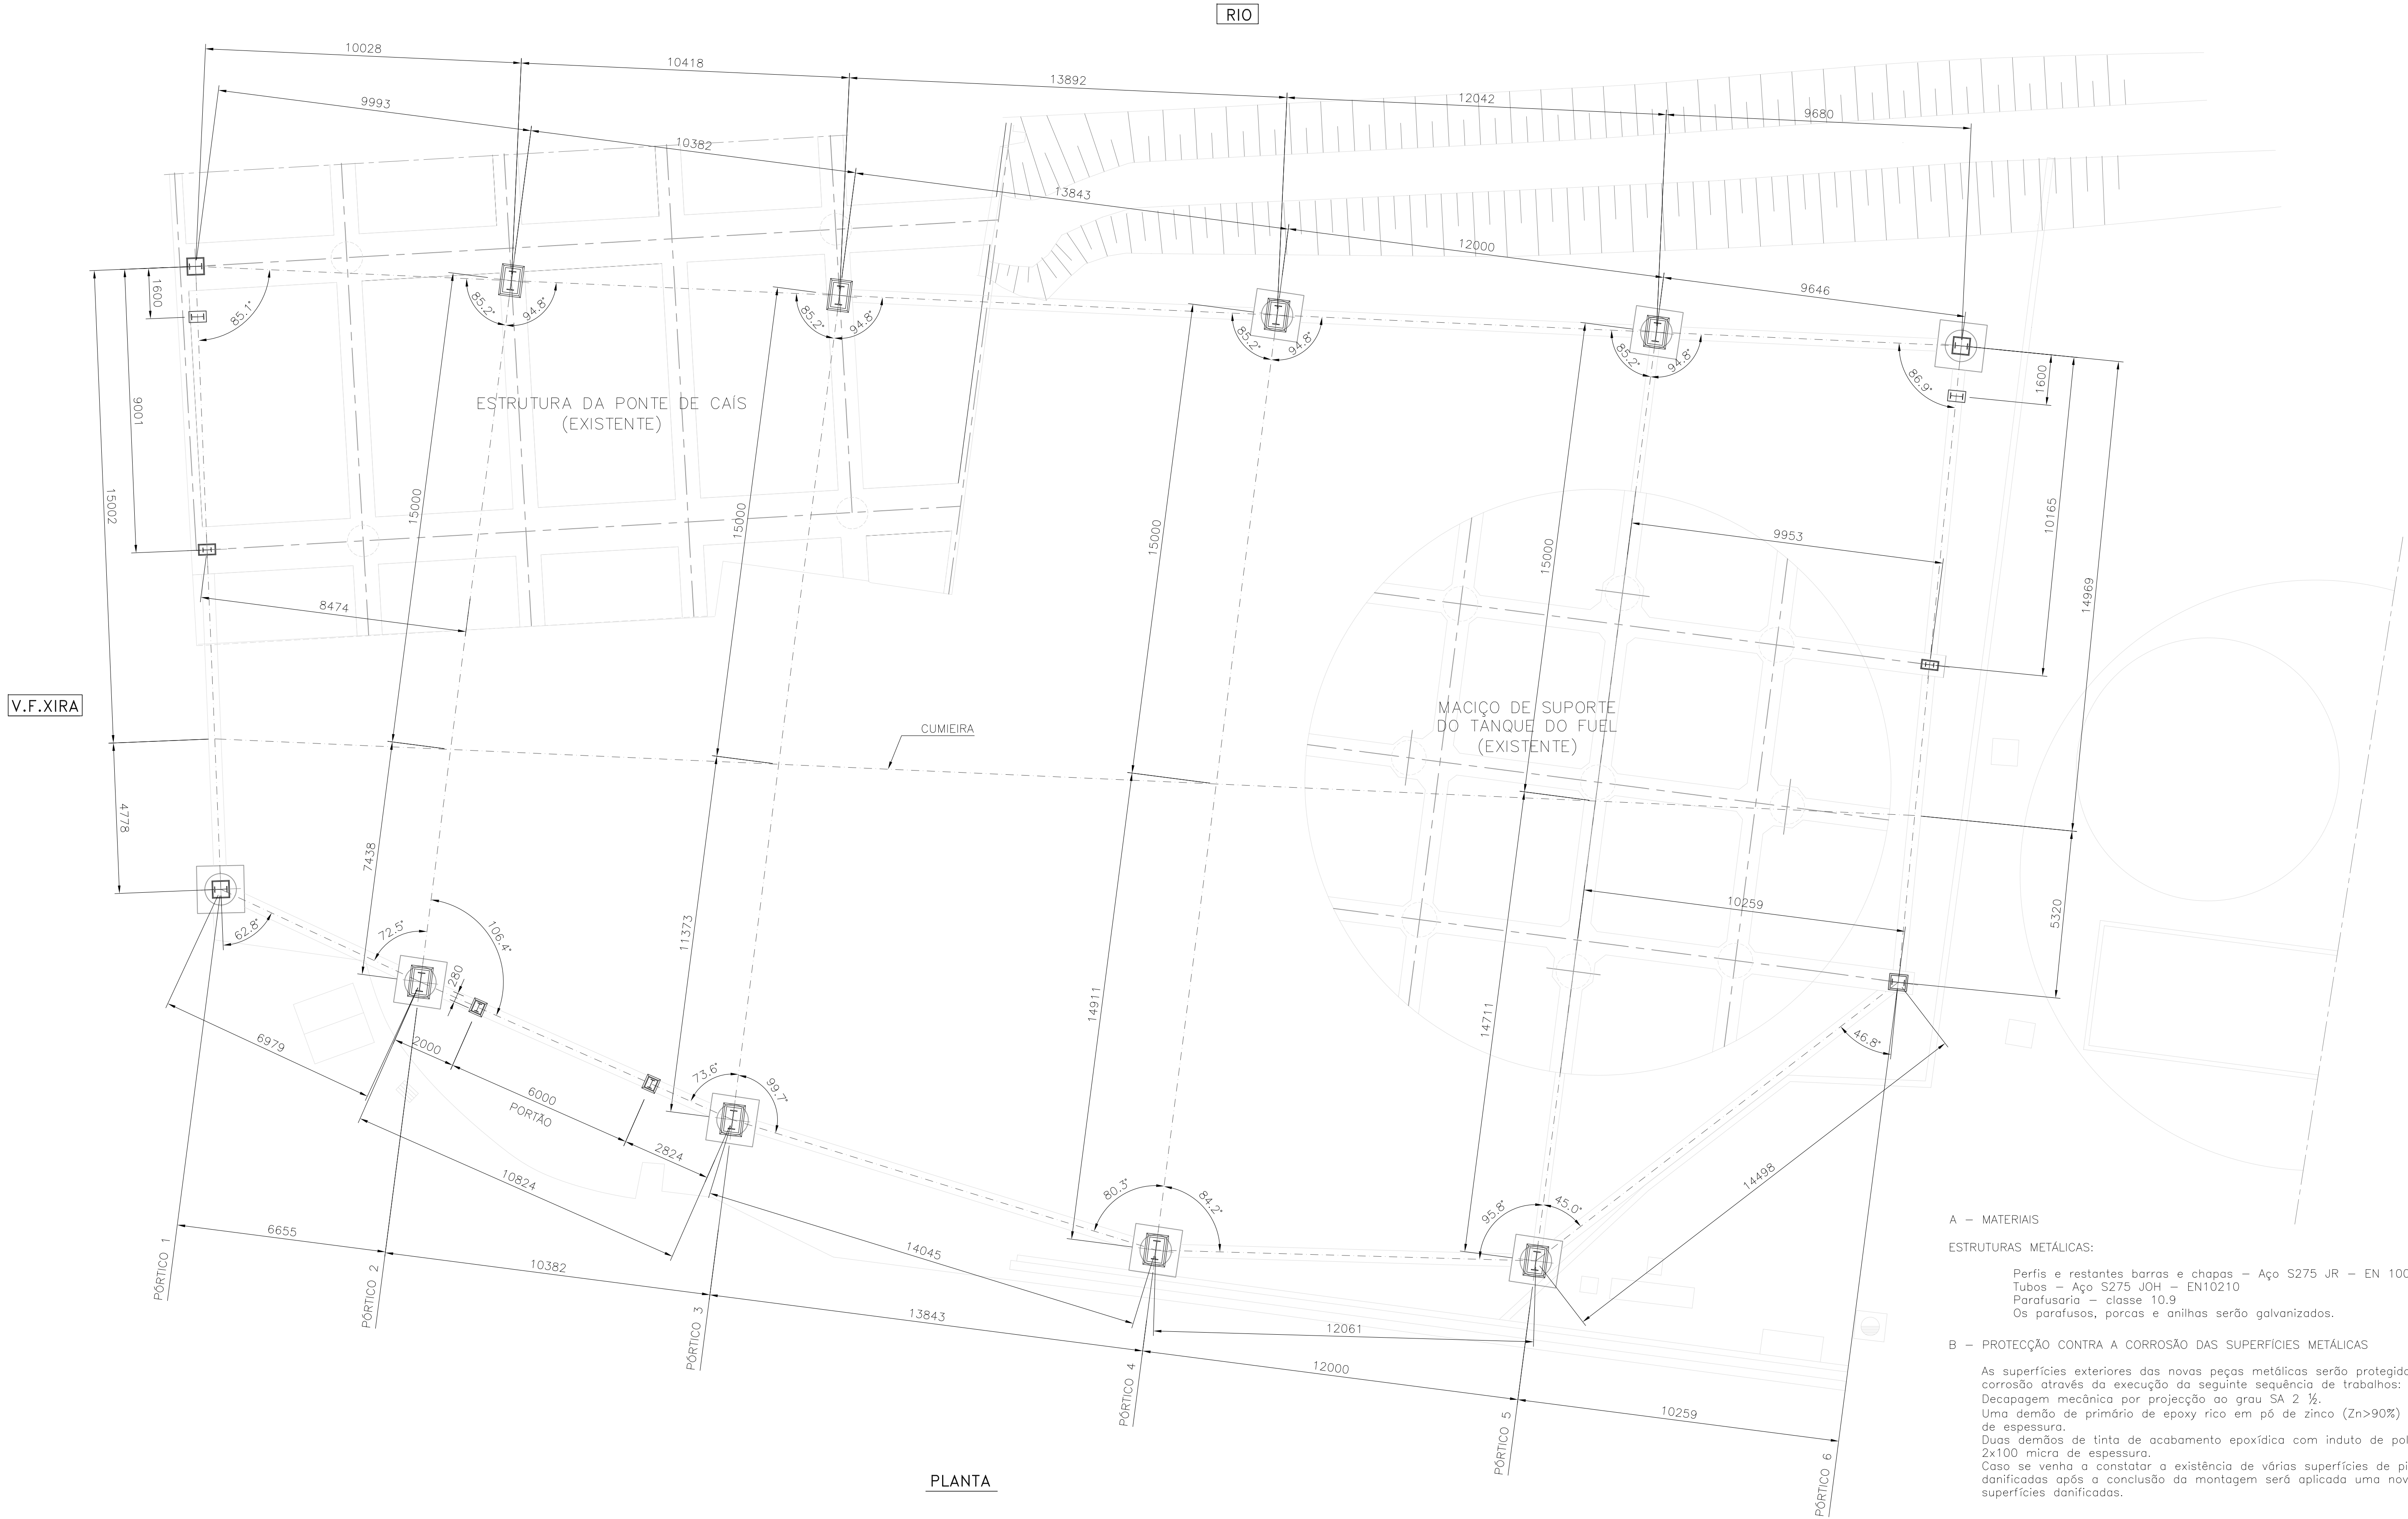 RIO
10028
10418
13892
12042
9680
9993
10382
13843
12000
9646
1600
85.1°
85.2°
94.8°
85.2°
94.8°
85.2°
94.8°
85.2°
94.8°
86.9°
1600
ESTRUTURA DA PONTE DE CAÍS
(EXISTENTE)
9001
15002
15000
15000
15000
15000
10165
9953
14969
8474
V.F.XIRA
MACIÇO DE SUPORTE
DO TANQUE DO FUEL
(EXISTENTE)
CUMIEIRA
4778
7438
11373
14911
14711
10259
5320
62.8°
72.5°
106.4°
280
6979
2000
6000
PORTÃO
2824
10824
73.6°
99.7°
80.3°
84.2°
95.8°
45.0°
46.8°
14498
14045
12061
6655
10382
13843
12000
10259
PÓRTICO 1
PÓRTICO 2
PÓRTICO 3
PÓRTICO 4
PÓRTICO 5
PÓRTICO 6
PLANTA
A – MATERIAIS
ESTRUTURAS METÁLICAS:
Perfis e restantes barras e chapas – Aço S275 JR – EN 100
Tubos – Aço S275 JOH – EN10210
Parafusaria – classe 10.9
Os parafusos, porcas e anilhas serão galvanizados.
B – PROTECÇÃO CONTRA A CORROSÃO DAS SUPERFÍCIES METÁLICAS
As superfícies exteriores das novas peças metálicas serão protegida
corrosão através da execução da seguinte sequência de trabalhos:
Decapagem mecânica por projecção ao grau SA 2 ½.
Uma demão de primário de epoxy rico em pó de zinco (Zn>90%)
de espessura.
Duas demãos de tinta de acabamento epoxídica com induto de pol
2x100 micra de espessura.
Caso se venha a constatar a existência de várias superfícies de pi
danificadas após a conclusão da montagem será aplicada uma nov
superfícies danificadas.